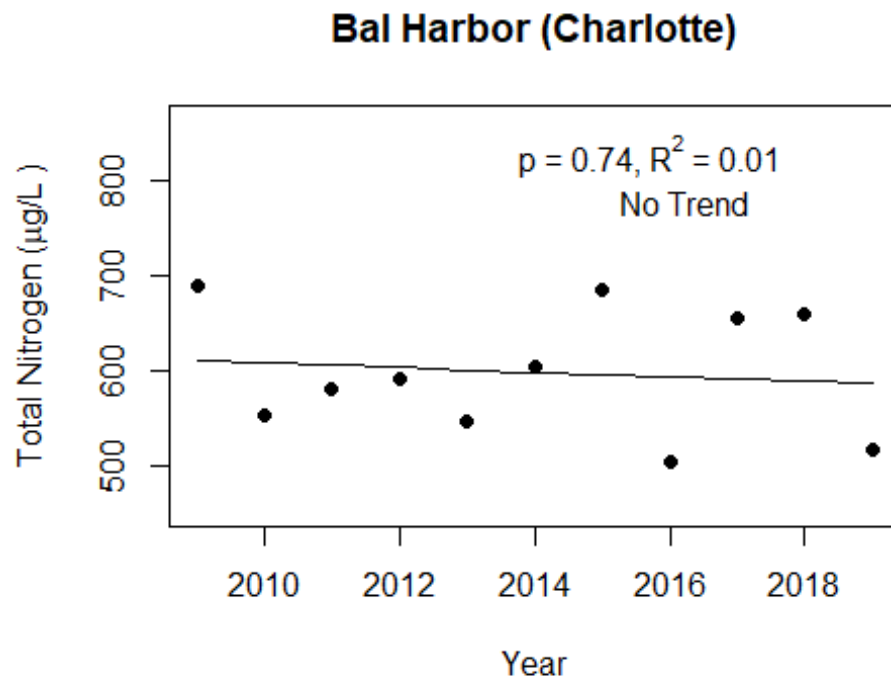 Bal Harbor (Charlotte)
p = 0.74, R² = 0.01
No Trend
Total Nitrogen (µg/L )
800
700
600
500
2010 2012 2014 2016 2018
Year